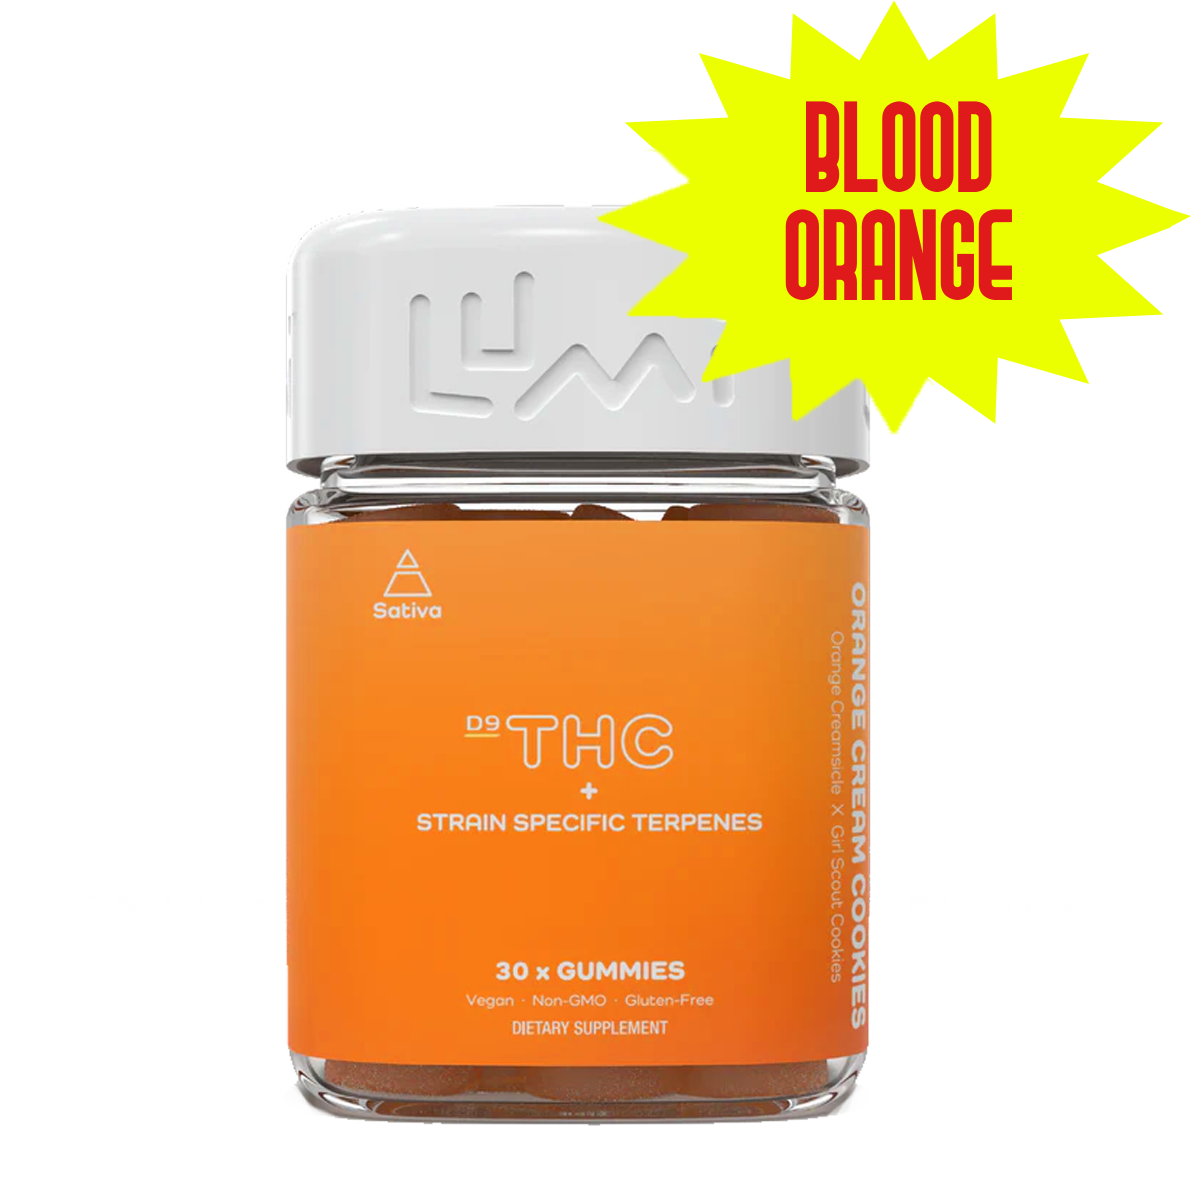 BLOOD
ORANGE
LUMI
Sativa
D9 THC
+
STRAIN SPECIFIC TERPENES
30 x GUMMIES
Vegan · Non-GMO · Gluten-Free
DIETARY SUPPLEMENT
ORANGE CREAM COOKIES
Orange Creamsicle X Girl Scout Cookies